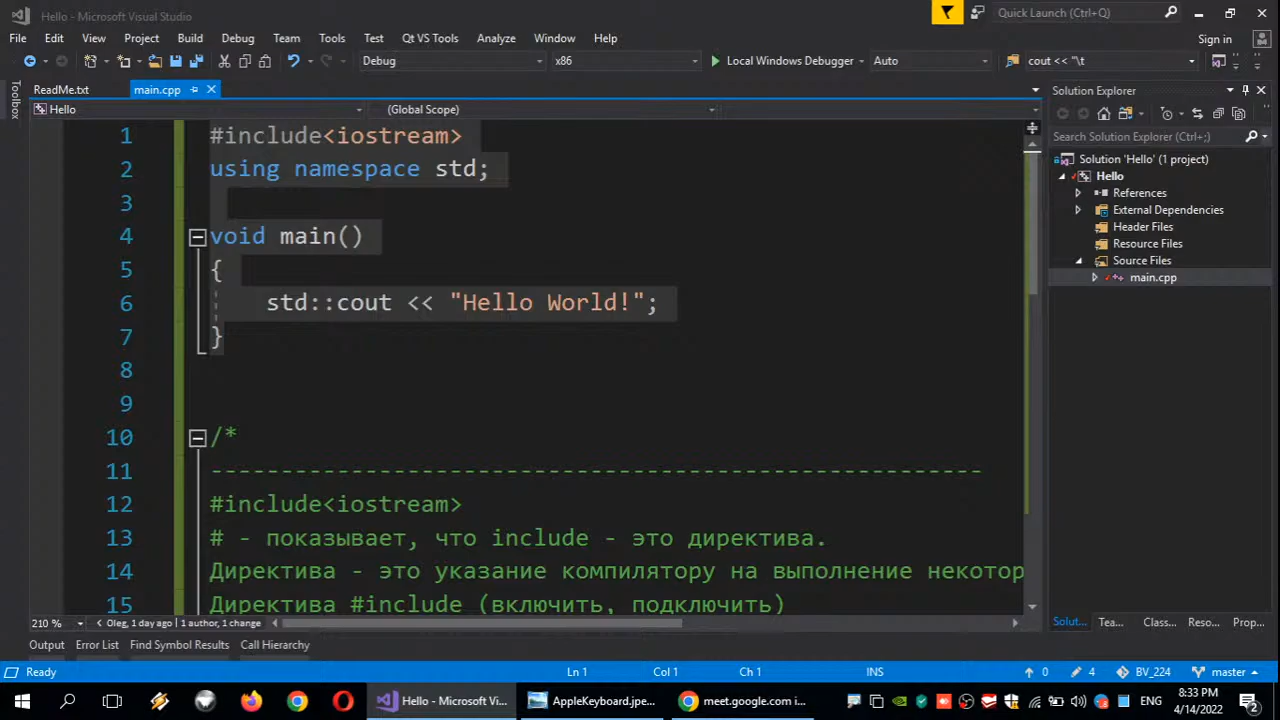 Hello - Microsoft Visual Studio
Quick Launch (Ctrl+Q)
File Edit View Project Build Debug Team Tools Test Qt VS Tools Analyze Window Help
Sign in
Debug x86 Local Windows Debugger Auto cout << "\t
Toolbox
ReadMe.txt main.cpp
Solution Explorer
Hello (Global Scope)
Search Solution Explorer (Ctrl+;)
Solution 'Hello' (1 project)
Hello
References
External Dependencies
Header Files
Resource Files
Source Files
main.cpp
1 #include<iostream>
2 using namespace std;
3
4 void main()
5 {
6 std::cout << "Hello World!";
7 }
8
9
10 /*
11 -------------------------------------------------------
12 #include<iostream>
13 # - показывает, что include - это директива.
14 Директива - это указание компилятору на выполнение некотор
15 Директива #include (включить, подключить)
210 % Oleg, 1 day ago | 1 author, 1 change
Solut... Tea... Class... Reso... Prop...
Output Error List Find Symbol Results Call Hierarchy
Ready Ln 1 Col 1 Ch 1 INS 0 4 BV_224 master
Hello - Microsoft Vi... AppleKeyboard.jpe... meet.google.com i... ENG
8:33 PM
4/14/2022
2